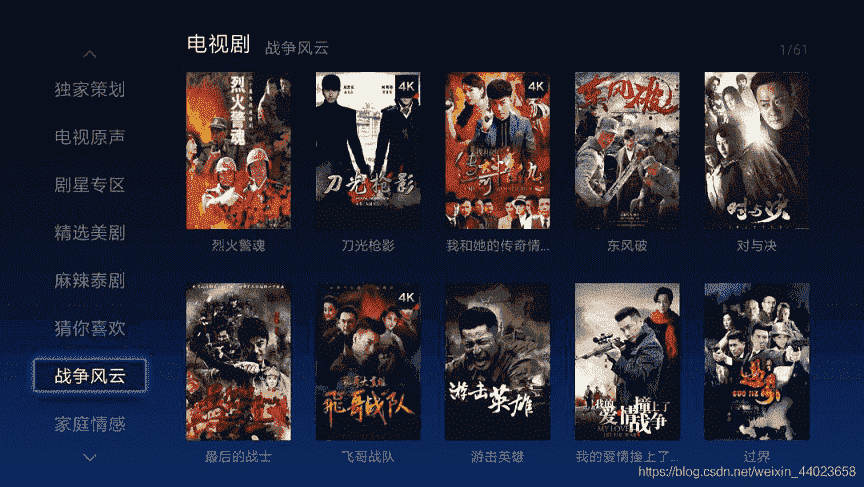 电视剧 战争风云
1/61
独家策划
电视原声
剧星专区
精选美剧
麻辣泰剧
猜你喜欢
战争风云
家庭情感
烈火警魂
4K
刀光枪影
4K
东风破
对与决
烈火警魂
刀光枪影
我和她的传奇情...
东风破
对与决
4K
飞哥战队
游击英雄
我的爱情撞上了战争
最后的战士
飞哥战队
游击英雄
我的爱情撞上了...
过界
https://blog.csdn.net/weixin_44023658